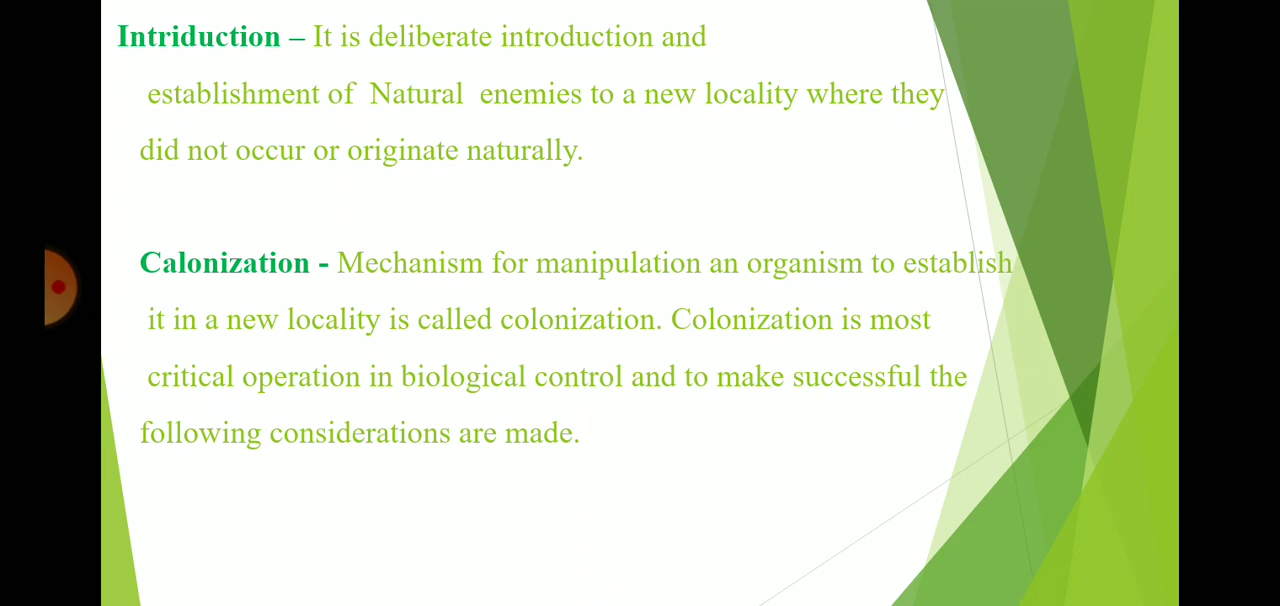 Intriduction – It is deliberate introduction and
establishment of Natural enemies to a new locality where they
did not occur or originate naturally.
Calonization - Mechanism for manipulation an organism to establish
it in a new locality is called colonization. Colonization is most
critical operation in biological control and to make successful the
following considerations are made.